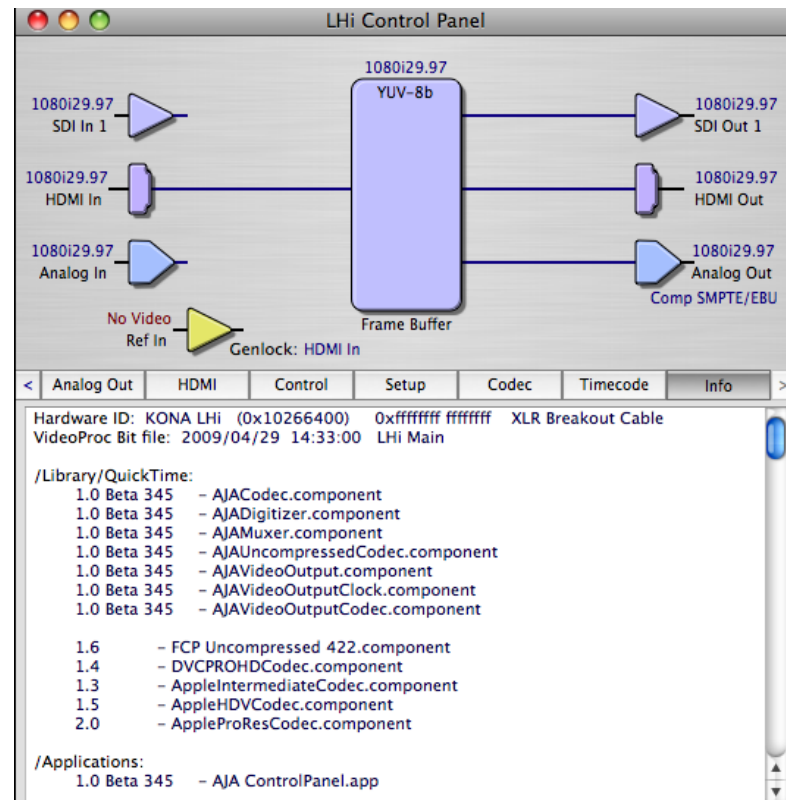 LHi Control Panel
1080i29.97
YUV-8b
1080i29.97
SDI In 1
1080i29.97
SDI Out 1
1080i29.97
HDMI In
1080i29.97
HDMI Out
1080i29.97
Analog In
1080i29.97
Analog Out
Comp SMPTE/EBU
No Video
Ref In
Genlock: HDMI In
Frame Buffer
< Analog Out HDMI Control Setup Codec Timecode Info >
Hardware ID: KONA LHi (0x10266400) 0xffffffff ffffffff XLR Breakout Cable
VideoProc Bit file: 2009/04/29 14:33:00 LHi Main
/Library/QuickTime:
1.0 Beta 345 - AJACodec.component
1.0 Beta 345 - AJADigitizer.component
1.0 Beta 345 - AJAMuxer.component
1.0 Beta 345 - AJAUncompressedCodec.component
1.0 Beta 345 - AJAVideoOutput.component
1.0 Beta 345 - AJAVideoOutputClock.component
1.0 Beta 345 - AJAVideoOutputCodec.component
1.6 - FCP Uncompressed 422.component
1.4 - DVCPROHDCodec.component
1.3 - AppleIntermediateCodec.component
1.5 - AppleHDVCodec.component
2.0 - AppleProResCodec.component
/Applications:
1.0 Beta 345 - AJA ControlPanel.app